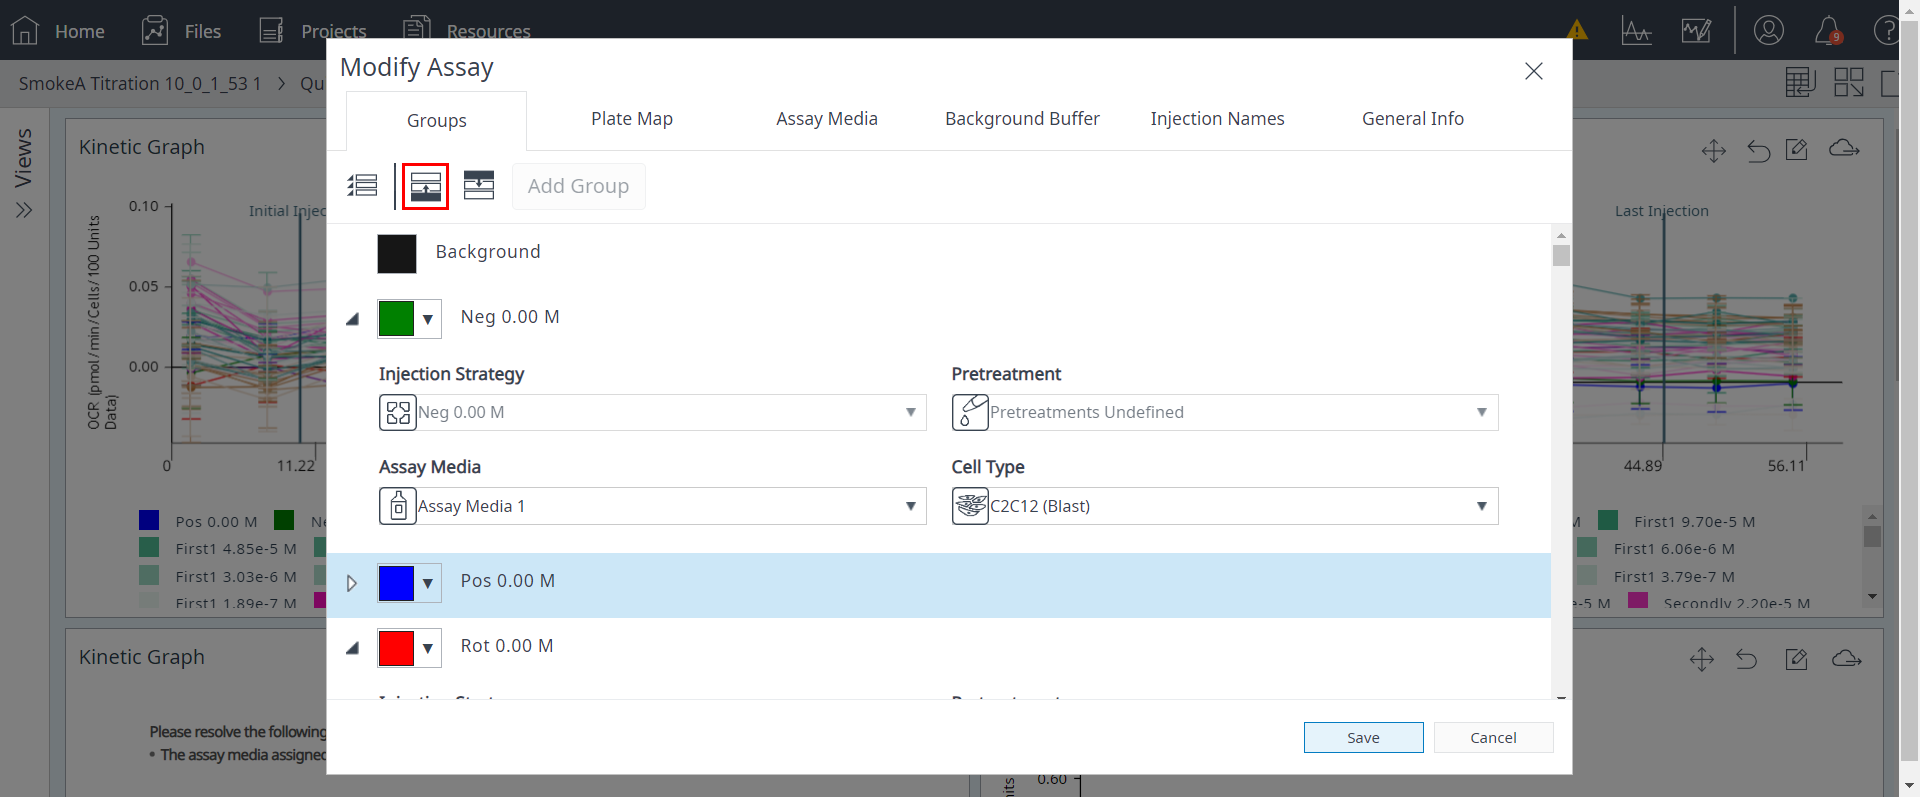 Home Files Projects Resources
9
SmokeA Titration 10_0_1_53 1 > Qu
Modify Assay
Groups Plate Map Assay Media Background Buffer Injection Names General Info
Add Group
Background
Neg 0.00 M
Injection Strategy Pretreatment
Neg 0.00 M Pretreatments Undefined
Assay Media Cell Type
Assay Media 1 C2C12 (Blast)
Pos 0.00 M
Rot 0.00 M
Save Cancel
Views
Kinetic Graph
0.10
0.05
0.00
OCR (pmol/min/Cells/100 Units
Data)
Initial Injec
0 11.22
Pos 0.00 M Ne
First1 4.85e-5 M
First1 3.03e-6 M
First1 1.89e-7 M
Last Injection
44.89 56.11
M First1 9.70e-5 M
First1 6.06e-6 M
First1 3.79e-7 M
e-5 M Secondly 2.20e-5 M
Kinetic Graph
Please resolve the following
• The assay media assigned
0.60
nits